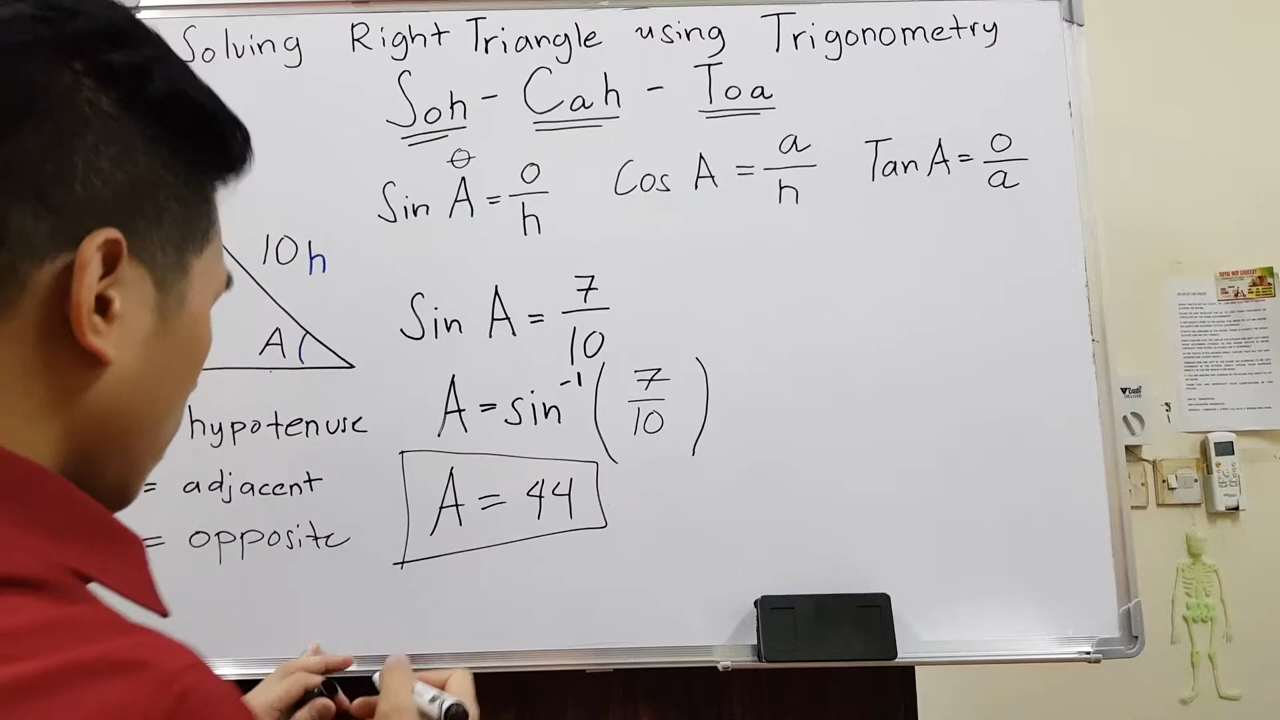 Solving Right Triangle using Trigonometry
Soh - Cah - Toa
θ
Sin A = o/h
Cos A = a/h
Tan A = o/a
10 h
A
Sin A = 7/10
A = sin⁻¹ (7/10)
A = 44
hypotenuse
= adjacent
= opposite
DELUXE